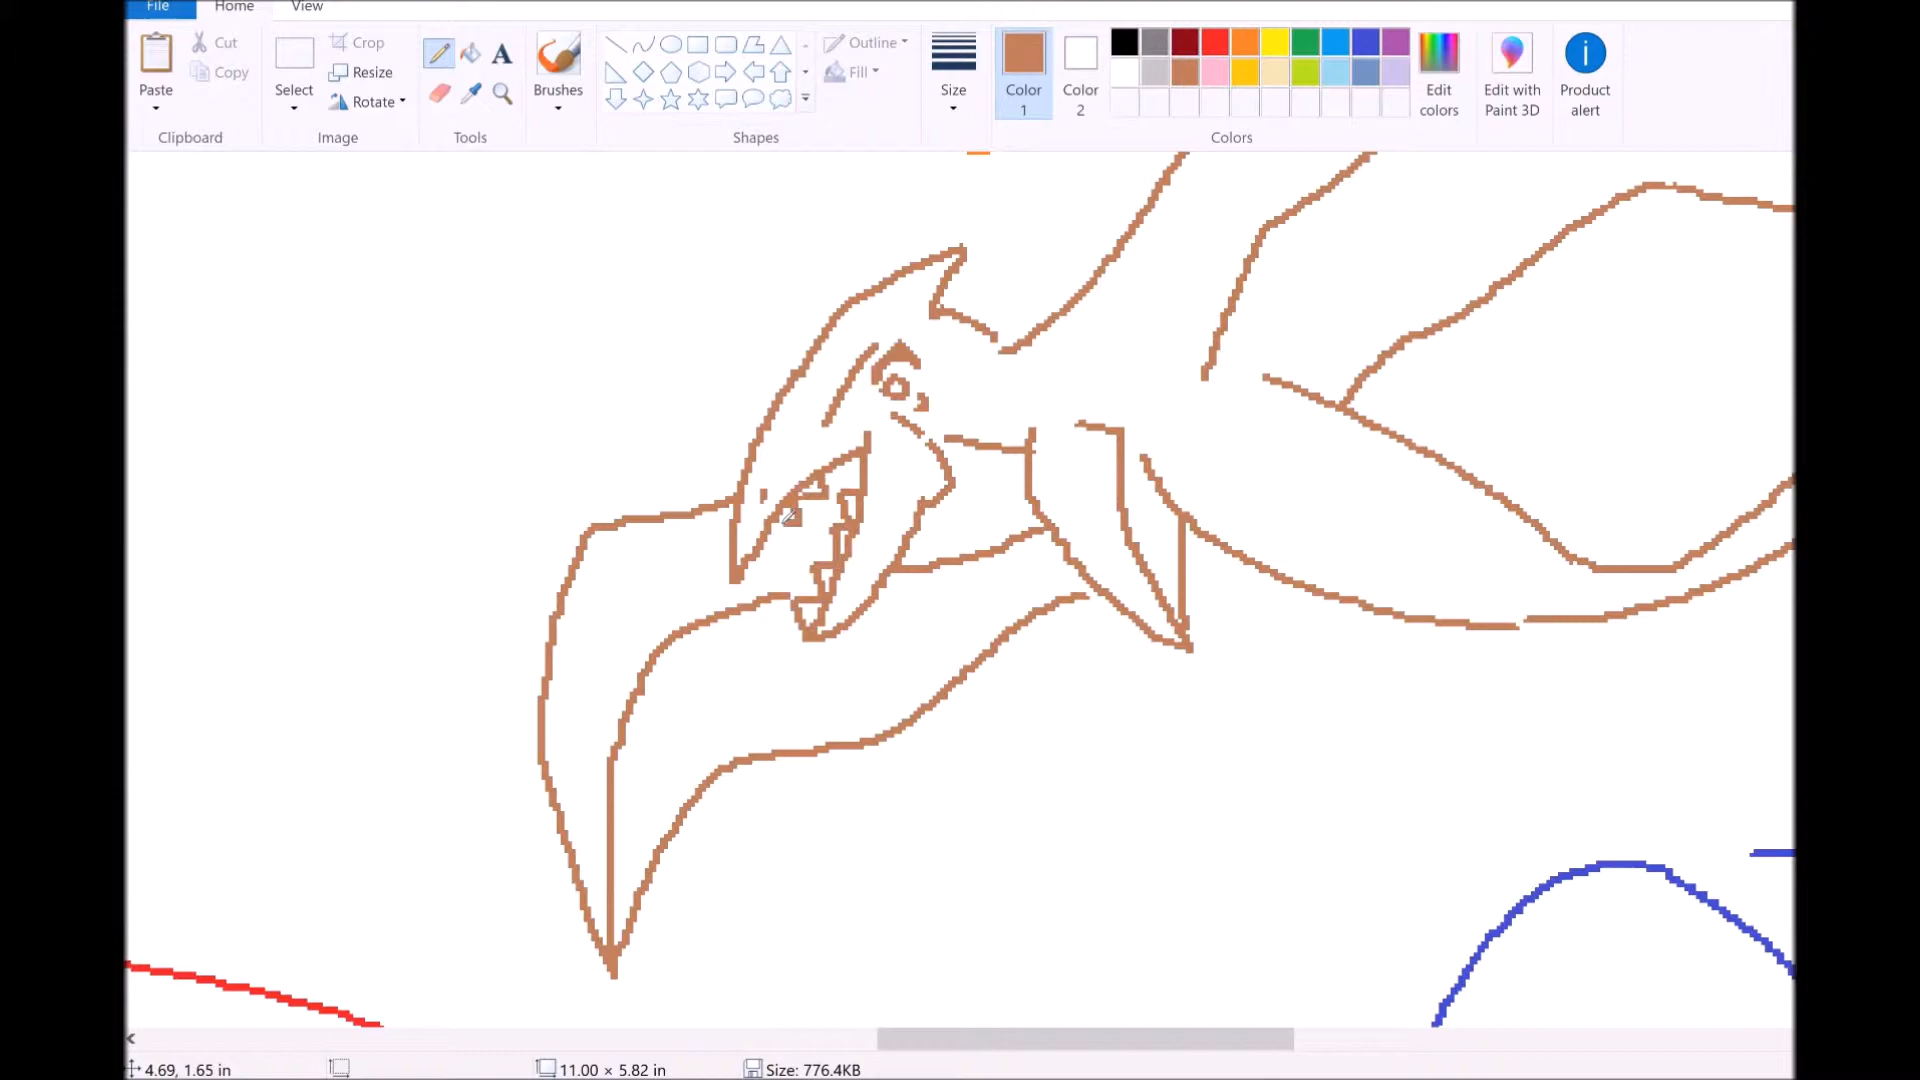 File Home View
Paste Cut Copy Select Crop Resize Rotate A Brushes Outline Fill Size Color 1 Color 2 Edit colors Edit with Paint 3D Product alert
Clipboard Image Tools Shapes Colors
4.69, 1.65 in 11.00 × 5.82 in Size: 776.4KB